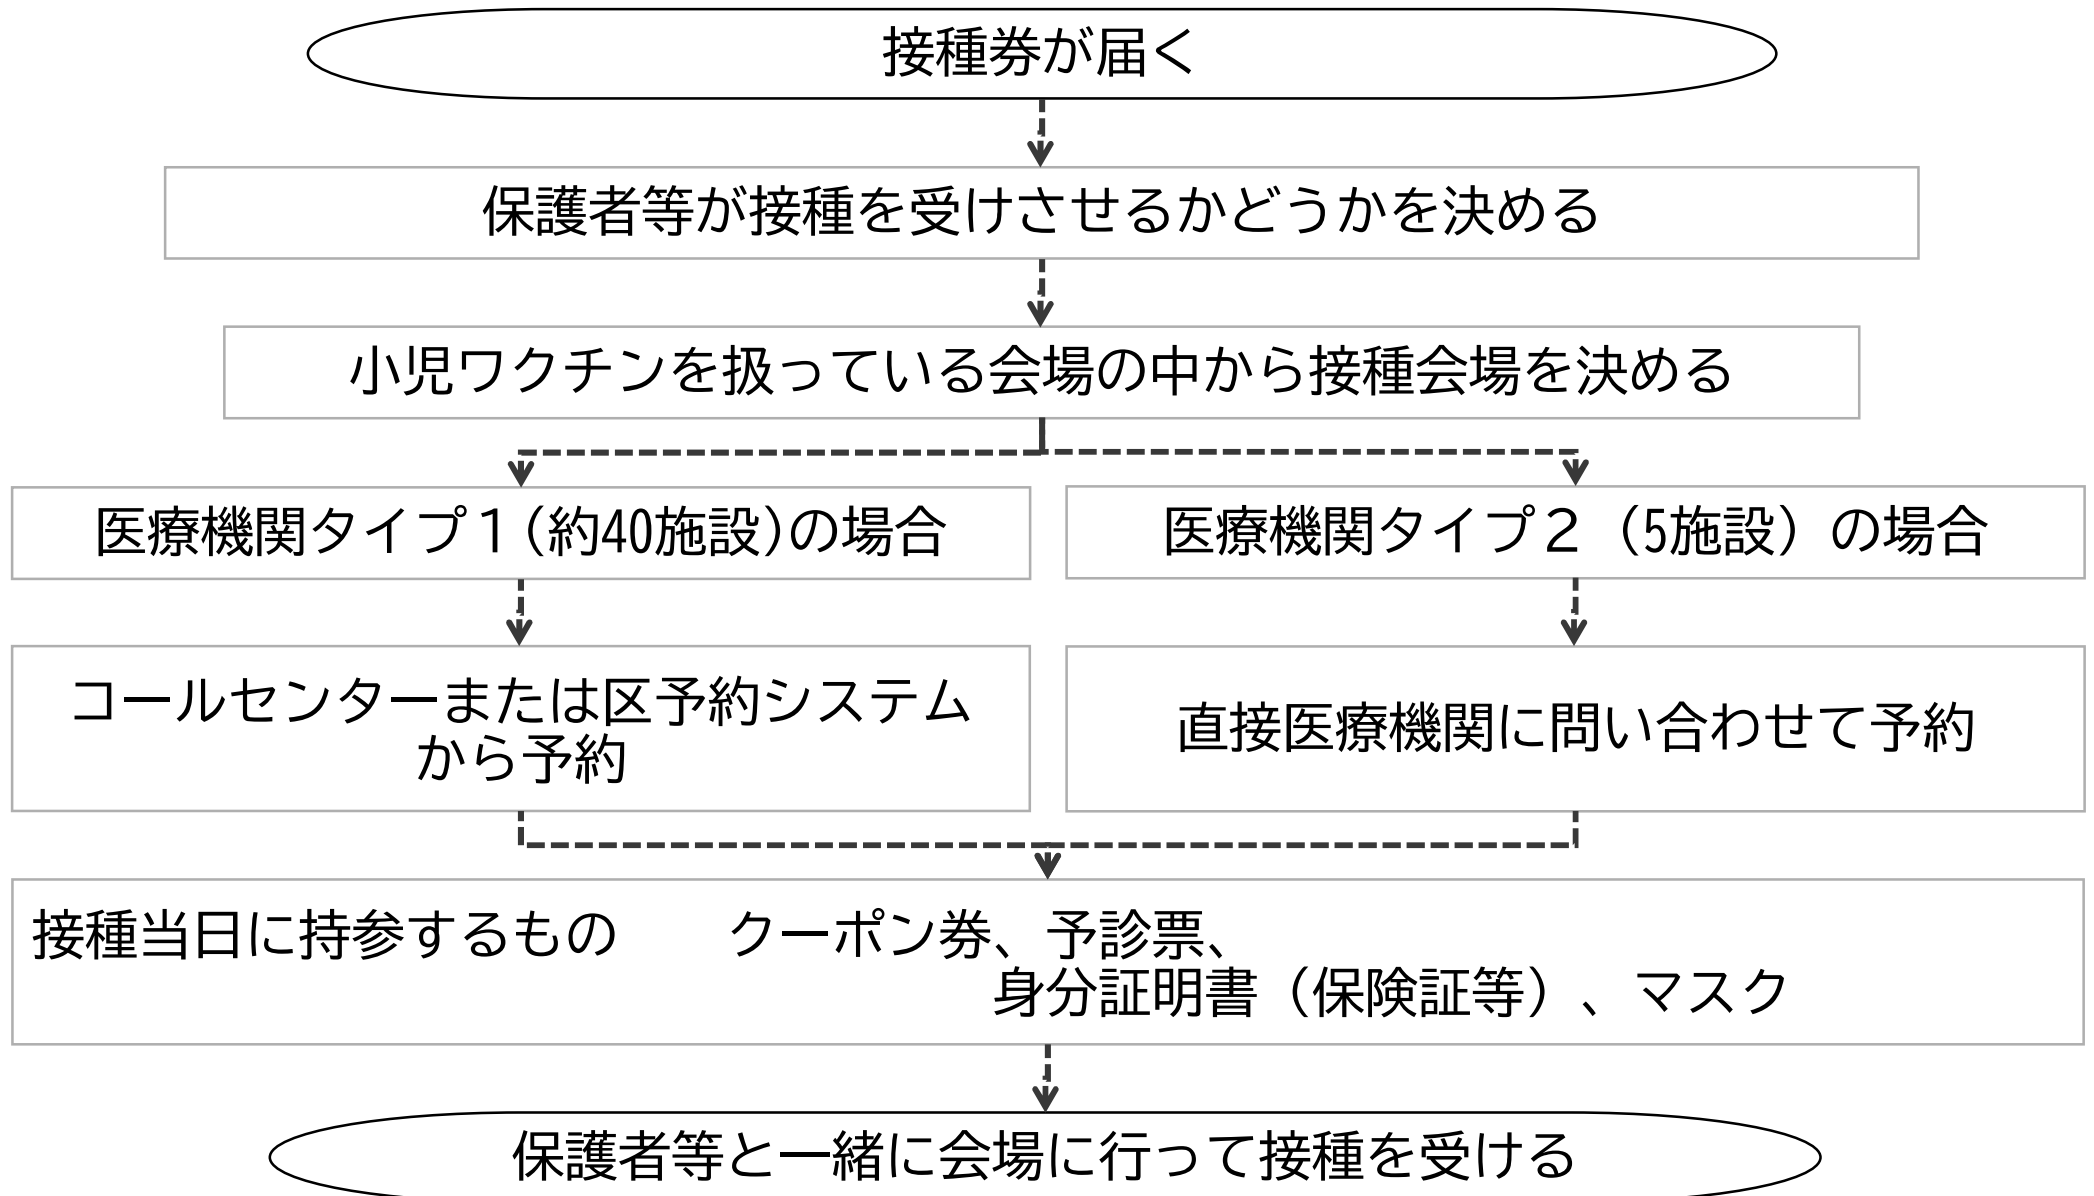 接種券が届く
保護者等が接種を受けさせるかどうかを決める
小児ワクチンを扱っている会場の中から接種会場を決める
医療機関タイプ１(約40施設)の場合
医療機関タイプ２（5施設）の場合
コールセンターまたは区予約システム
から予約
直接医療機関に問い合わせて予約
接種当日に持参するもの　　クーポン券、予診票、
身分証明書（保険証等）、マスク
保護者等と一緒に会場に行って接種を受ける